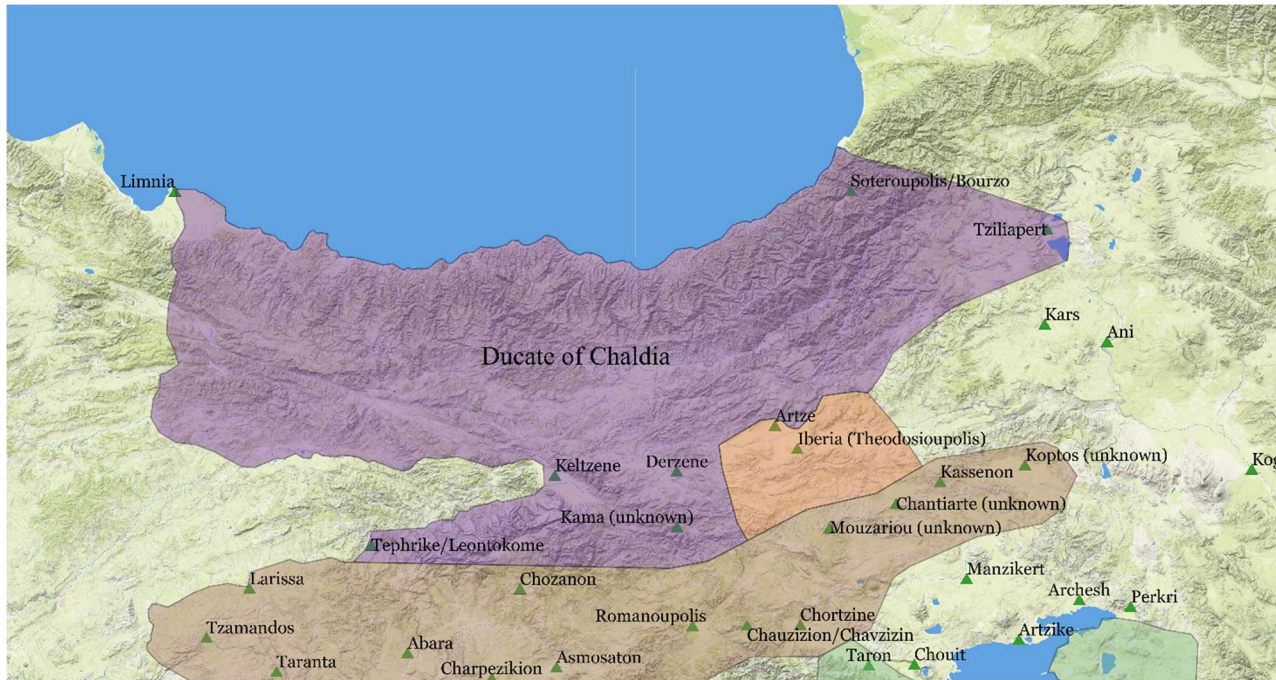 Limnia
Soteroupolis/Bourzo
Tziliapert
Kars
Ani
Ducate of Chaldia
Artze
Iberia (Theodosioupolis)
Keltzene
Derzene
Koptos (unknown)
Kassenon
Kog
Chantiarte (unknown)
Kama (unknown)
Mouzariou (unknown)
Tephrike/Leontokome
Larissa
Chozanon
Manzikert
Archesh
Perkri
Tzamandos
Romanoupolis
Chortzine
Chauzizion/Chavzizin
Artzike
Abara
Taron
Chouit
Taranta
Charpezikion
Asmosaton